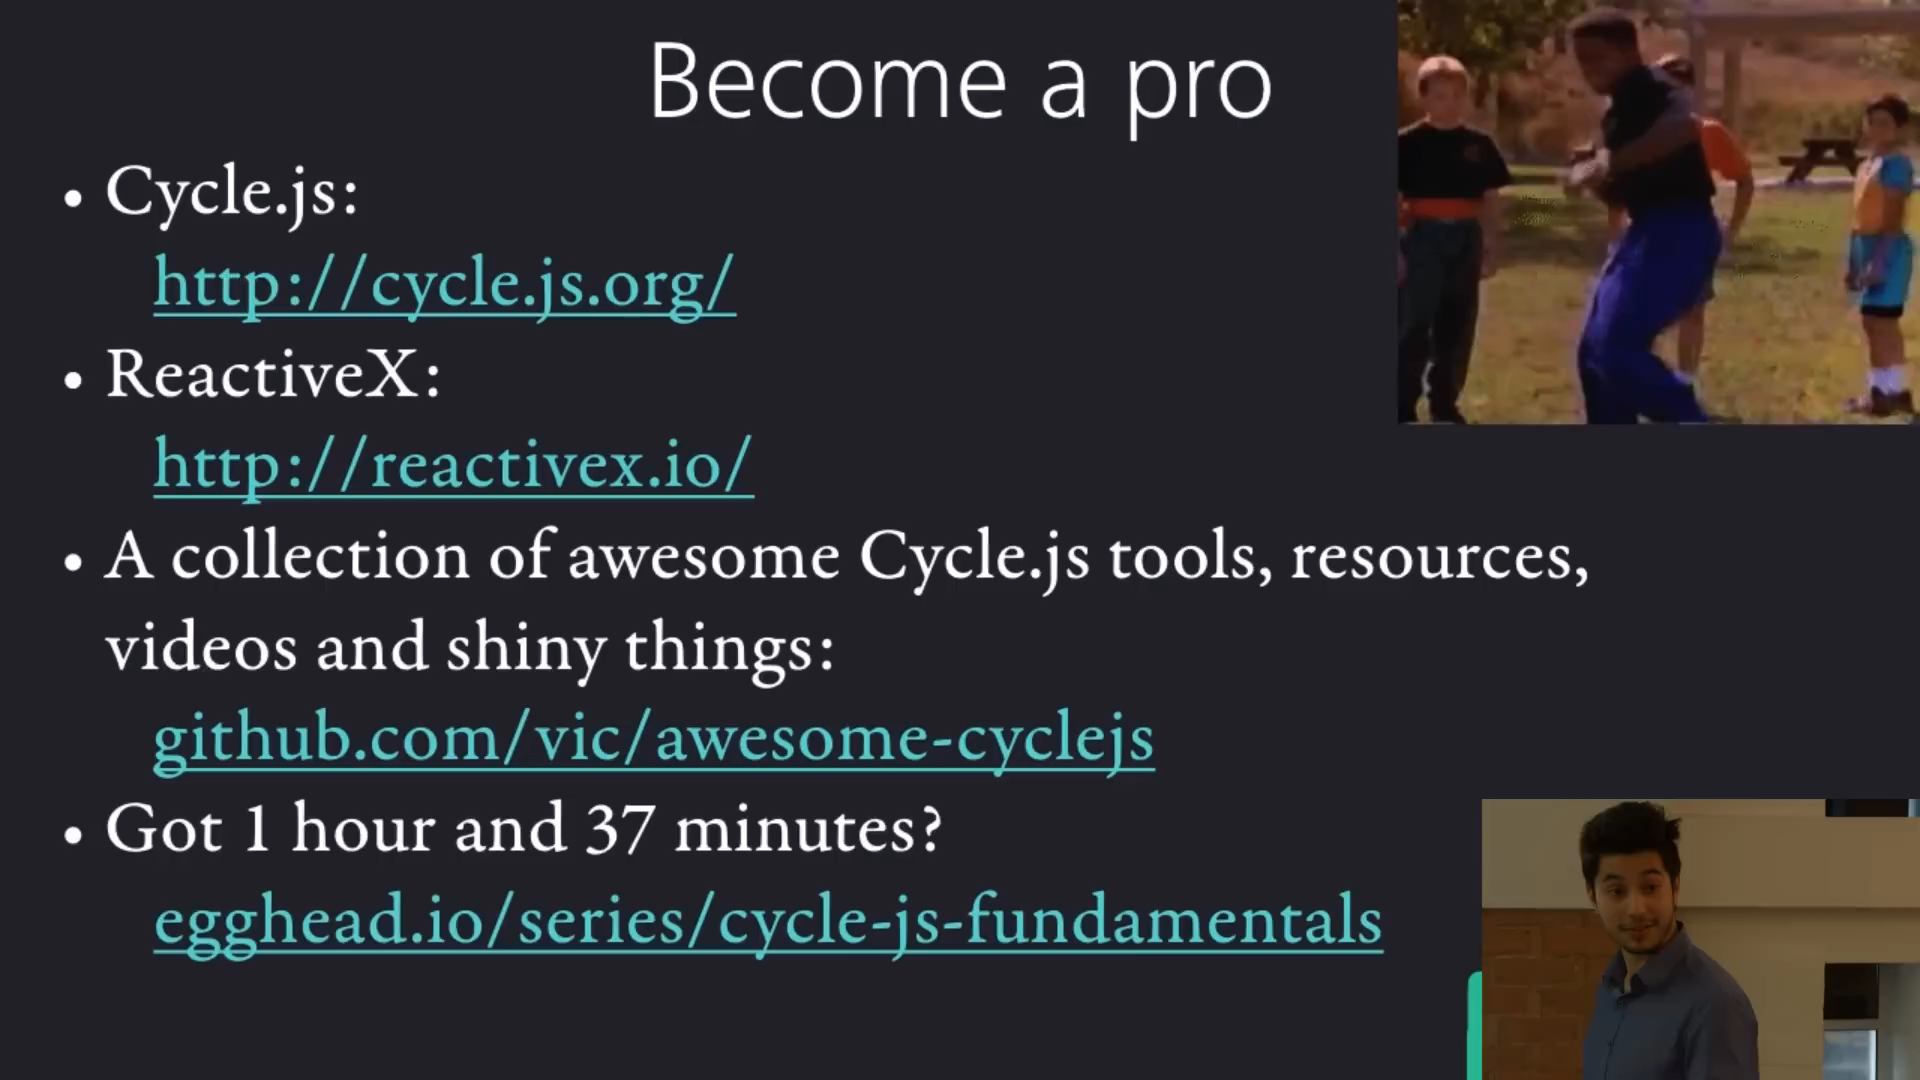 Become a pro
• Cycle.js:
http://cycle.js.org/
• ReactiveX:
http://reactivex.io/
• A collection of awesome Cycle.js tools, resources,
videos and shiny things:
github.com/vic/awesome-cyclejs
• Got 1 hour and 37 minutes?
egghead.io/series/cycle-js-fundamentals